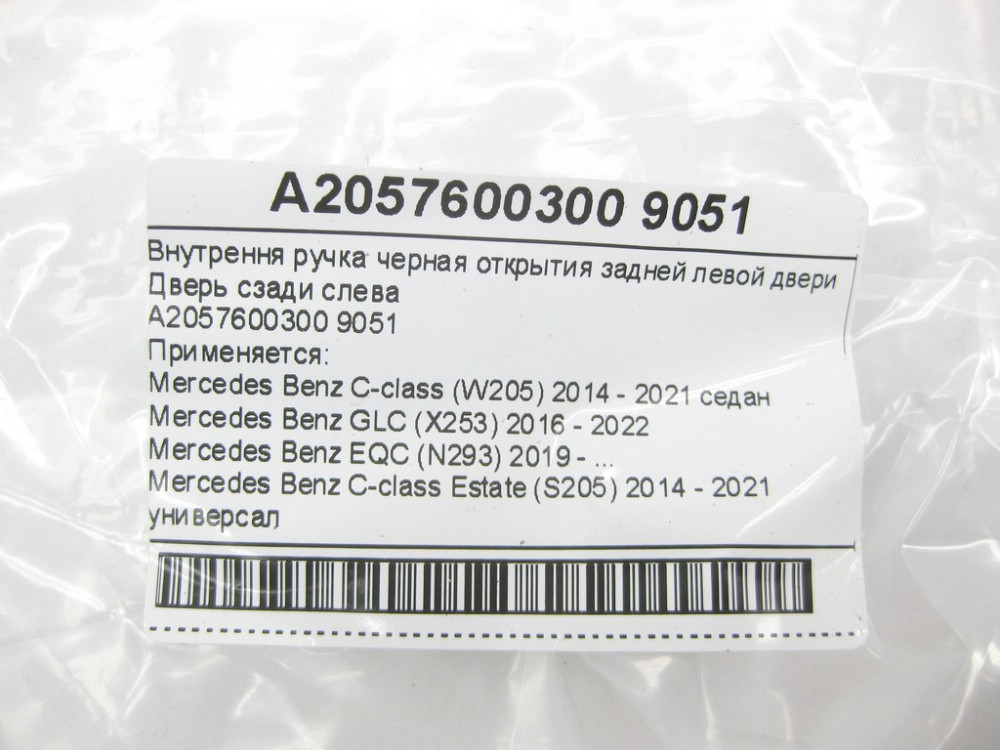 A2057600300 9051
Внутрення ручка черная открытия задней левой двери
Дверь сзади слева
A2057600300 9051
Применяется:
Mercedes Benz C-class (W205) 2014 - 2021 седан
Mercedes Benz GLC (X253) 2016 - 2022
Mercedes Benz EQC (N293) 2019 - ...
Mercedes Benz C-class Estate (S205) 2014 - 2021
универсал